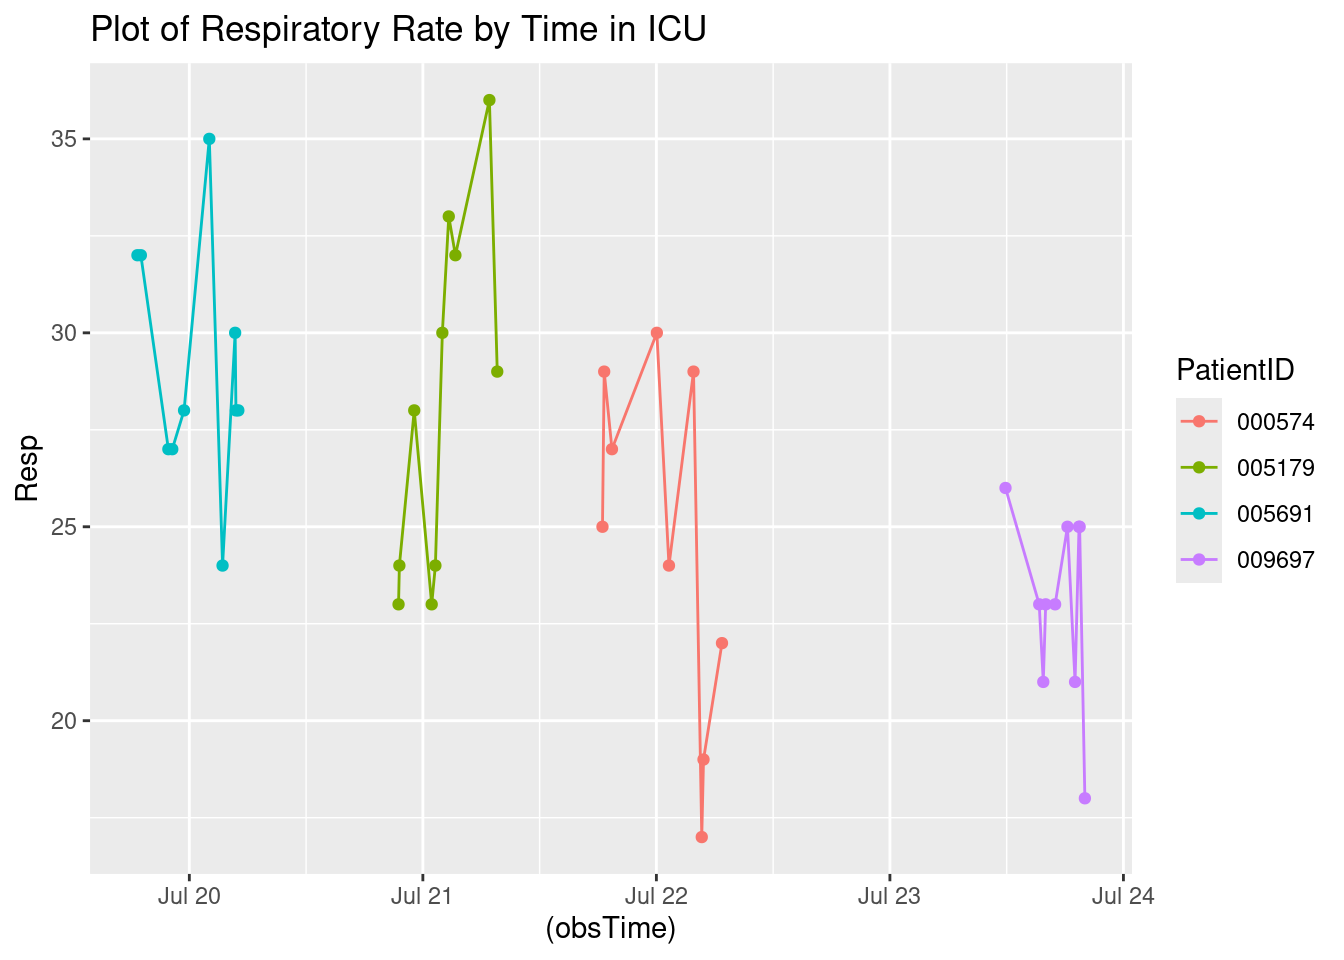 Plot of Respiratory Rate by Time in ICU
Resp
35
30
25
20
Jul 20
Jul 21
Jul 22
Jul 23
Jul 24
(obsTime)
PatientID
000574
005179
005691
009697